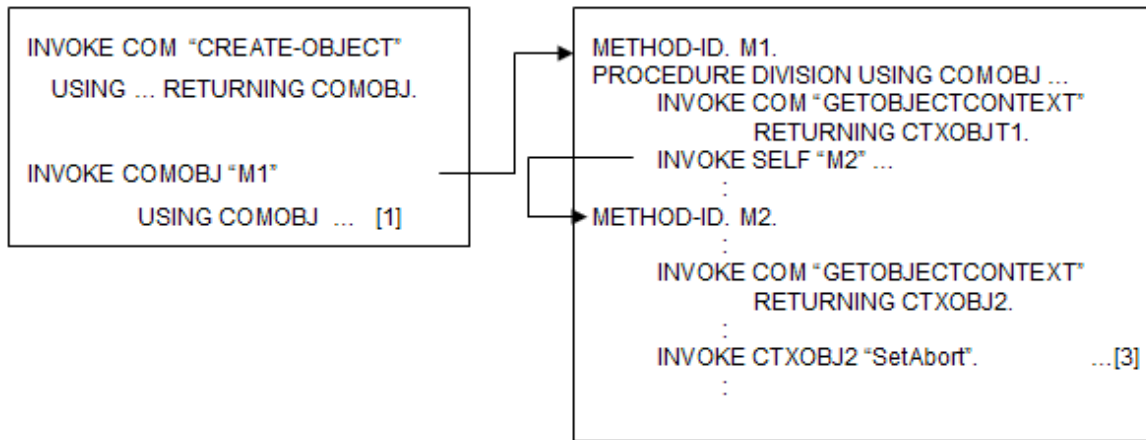 INVOKE COM “CREATE-OBJECT”
USING … RETURNING COMOBJ.
INVOKE COMOBJ “M1”
USING COMOBJ … [1]
METHOD-ID. M1.
PROCEDURE DIVISION USING COMOBJ …
INVOKE COM “GETOBJECTCONTEXT”
RETURNING CTXOBJT1.
INVOKE SELF “M2” …
:
METHOD-ID. M2.
:
INVOKE COM “GETOBJECTCONTEXT”
RETURNING CTXOBJ2.
:
INVOKE CTXOBJ2 “SetAbort”. …[3]
: